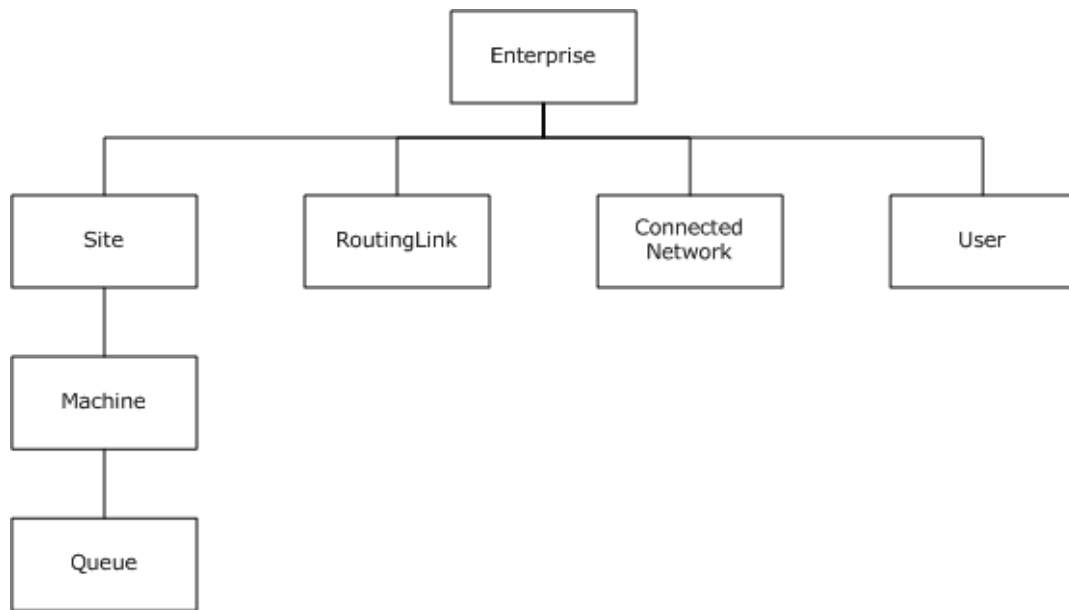 Enterprise
Site
RoutingLink
Connected
Network
User
Machine
Queue